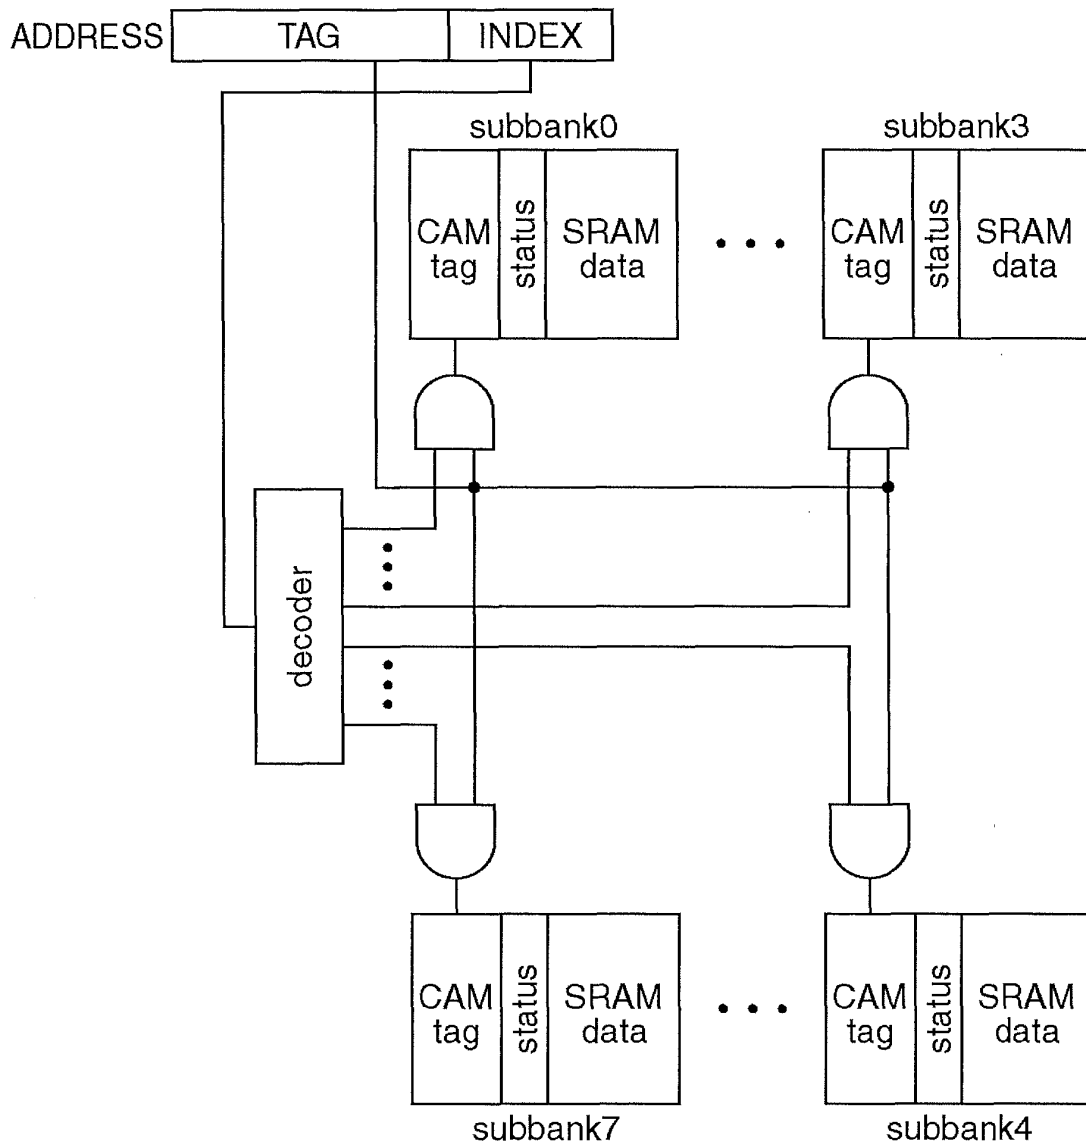 ADDRESS TAG INDEX
subbank0 subbank3
CAM tag status SRAM data CAM tag status SRAM data
decoder
CAM tag status SRAM data CAM tag status SRAM data
subbank7 subbank4